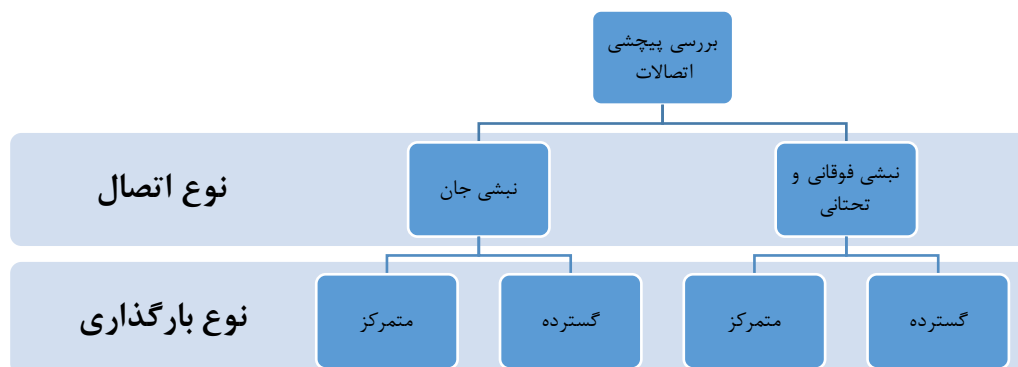 بررسی پیچشی
اتصالات
نوع اتصال
نبشی فوقانی و
تحتانی
نبشی جان
نوع بارگذاری
گسترده
متمرکز
گسترده
متمرکز